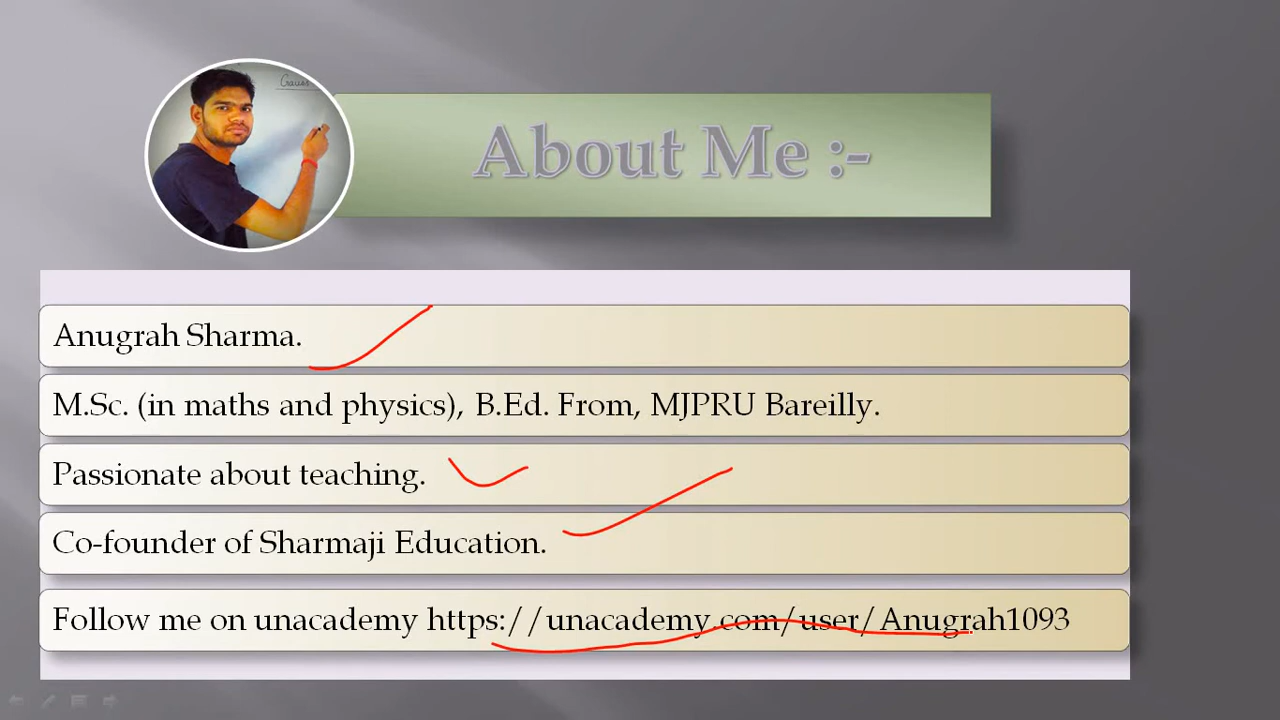 Gauss
About Me :-
Anugrah Sharma.
M.Sc. (in maths and physics), B.Ed. From, MJPRU Bareilly.
Passionate about teaching.
Co-founder of Sharmaji Education.
Follow me on unacademy https://unacademy.com/user/Anugrah1093